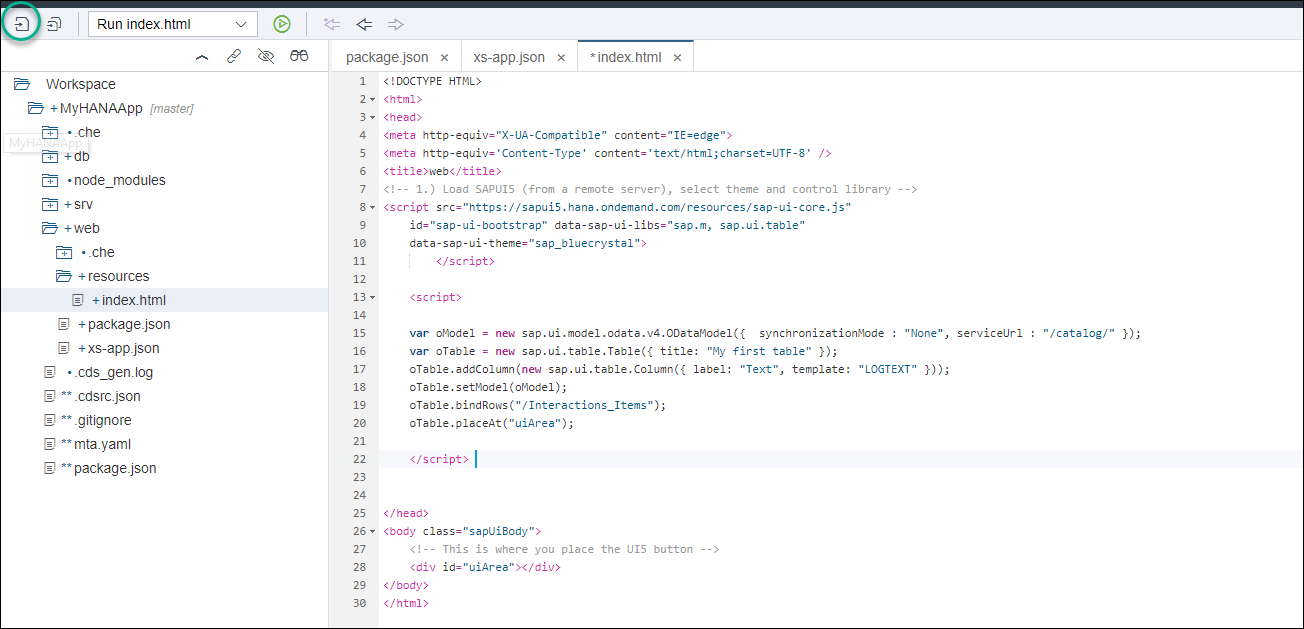 Run index.html
package.json ×
xs-app.json ×
*index.html ×
Workspace
+MyHANAApp [master]
•.che
MyHANAApp
+db
•node_modules
+srv
+web
•.che
+resources
+index.html
+package.json
+xs-app.json
•.cds_gen.log
**.cdsrc.json
**.gitignore
**mta.yaml
**package.json
1 <!DOCTYPE HTML>
2 <html>
3 <head>
4 <meta http-equiv="X-UA-Compatible" content="IE=edge">
5 <meta http-equiv='Content-Type' content='text/html;charset=UTF-8' />
6 <title>web</title>
7 <!-- 1.) Load SAPUI5 (from a remote server), select theme and control library -->
8 <script src="https://sapui5.hana.ondemand.com/resources/sap-ui-core.js"
9 id="sap-ui-bootstrap" data-sap-ui-libs="sap.m, sap.ui.table"
10 data-sap-ui-theme="sap_bluecrystal">
11 </script>
12
13 <script>
14
15 var oModel = new sap.ui.model.odata.v4.ODataModel({  synchronizationMode : "None", serviceUrl : "/catalog/" });
16 var oTable = new sap.ui.table.Table({ title: "My first table" });
17 oTable.addColumn(new sap.ui.table.Column({ label: "Text", template: "LOGTEXT" }));
18 oTable.setModel(oModel);
19 oTable.bindRows("/Interactions_Items");
20 oTable.placeAt("uiArea");
21
22 </script>
23
24
25 </head>
26 <body class="sapUiBody">
27 <!-- This is where you place the UI5 button -->
28 <div id="uiArea"></div>
29 </body>
30 </html>